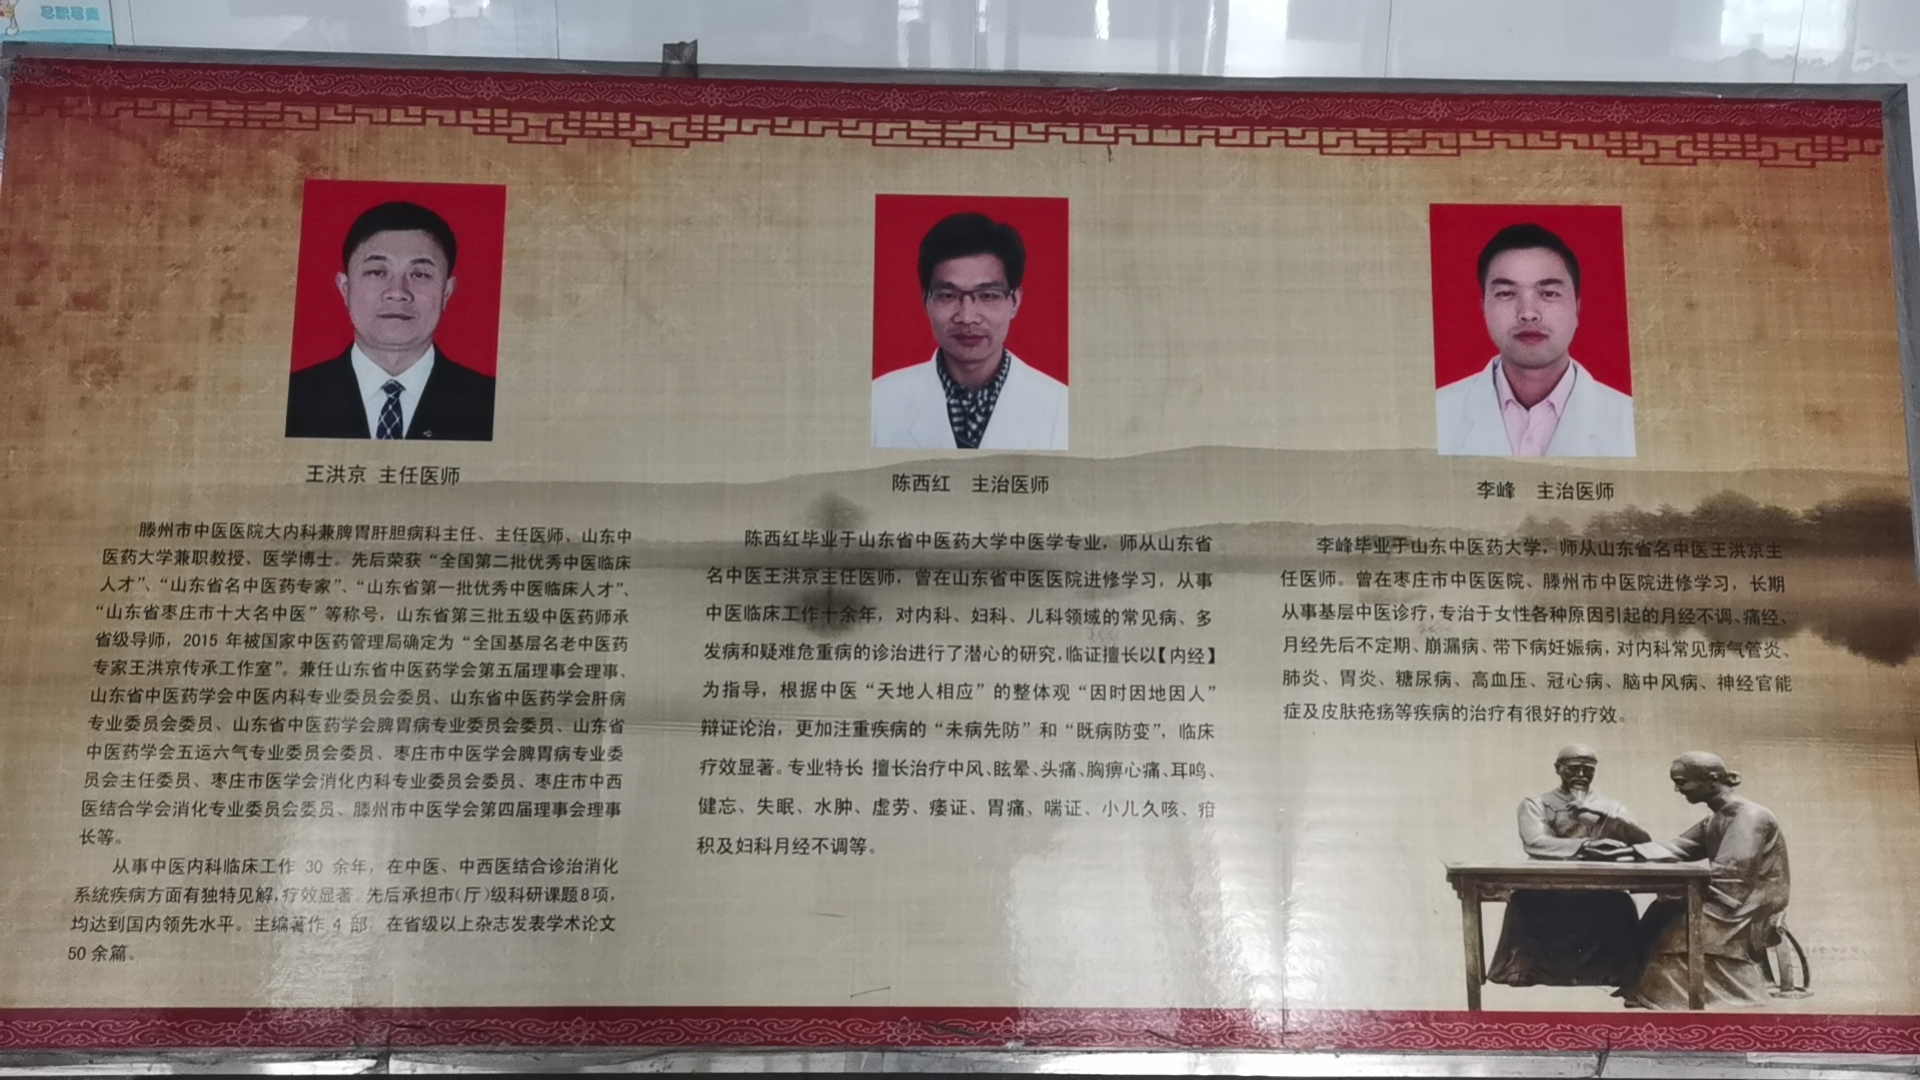 尽职尽责
王洪京 主任医师
滕州市中医医院大内科兼脾胃肝胆病科主任、主任医师，山东中
医药大学兼职教授、医学博士。先后荣获“全国第二批优秀中医临床
人才”、“山东省名中医药专家”、“山东省第一批优秀中医临床人才”、
“山东省枣庄市十大名中医”等称号，山东省第三批五级中医药师承
省级导师，2015 年被国家中医药管理局确定为“全国基层名老中医药
专家王洪京传承工作室”。兼任山东省中医药学会第五届理事会理事、
山东省中医药学会中医内科专业委员会委员、山东省中医药学会肝病
专业委员会委员、山东省中医药学会脾胃病专业委员会委员、山东省
中医药学会五运六气专业委员会委员、枣庄市中医学会脾胃病专业委
员会主任委员、枣庄市医学会消化内科专业委员会委员、枣庄市中西
医结合学会消化专业委员会委员、滕州市中医学会第四届理事会理事
长等。
从事中医内科临床工作 30 余年，在中医、中西医结合诊治消化
系统疾病方面有独特见解，疗效显著。先后承担市（厅）级科研课题8项，
均达到国内领先水平。主编著作 4 部，在省级以上杂志发表学术论文
50 余篇。
陈西红 主治医师
陈西红毕业于山东省中医药大学中医学专业，师从山东省
名中医王洪京主任医师，曾在山东省中医医院进修学习，从事
中医临床工作十余年，对内科、妇科、儿科领域的常见病、多
发病和疑难危重病的诊治进行了潜心的研究，临证擅长以【内经】
为指导，根据中医“天地人相应”的整体观“因时因地因人”
辩证论治，更加注重疾病的“未病先防”和“既病防变”，临床
疗效显著。专业特长 擅长治疗中风、眩晕、头痛、胸痹心痛、耳鸣、
健忘、失眠、水肿、虚劳、痿证、胃痛、喘证、小儿久咳、疳
积及妇科月经不调等。
李峰 主治医师
李峰毕业于山东中医药大学，师从山东省名中医王洪京主
任医师。曾在枣庄市中医医院、滕州市中医院进修学习，长期
从事基层中医诊疗，专治于女性各种原因引起的月经不调、痛经、
月经先后不定期、崩漏病、带下病妊娠病，对内科常见病气管炎、
肺炎、胃炎、糖尿病、高血压、冠心病、脑中风病、神经官能
症及皮肤疮疡等疾病的治疗有很好的疗效。